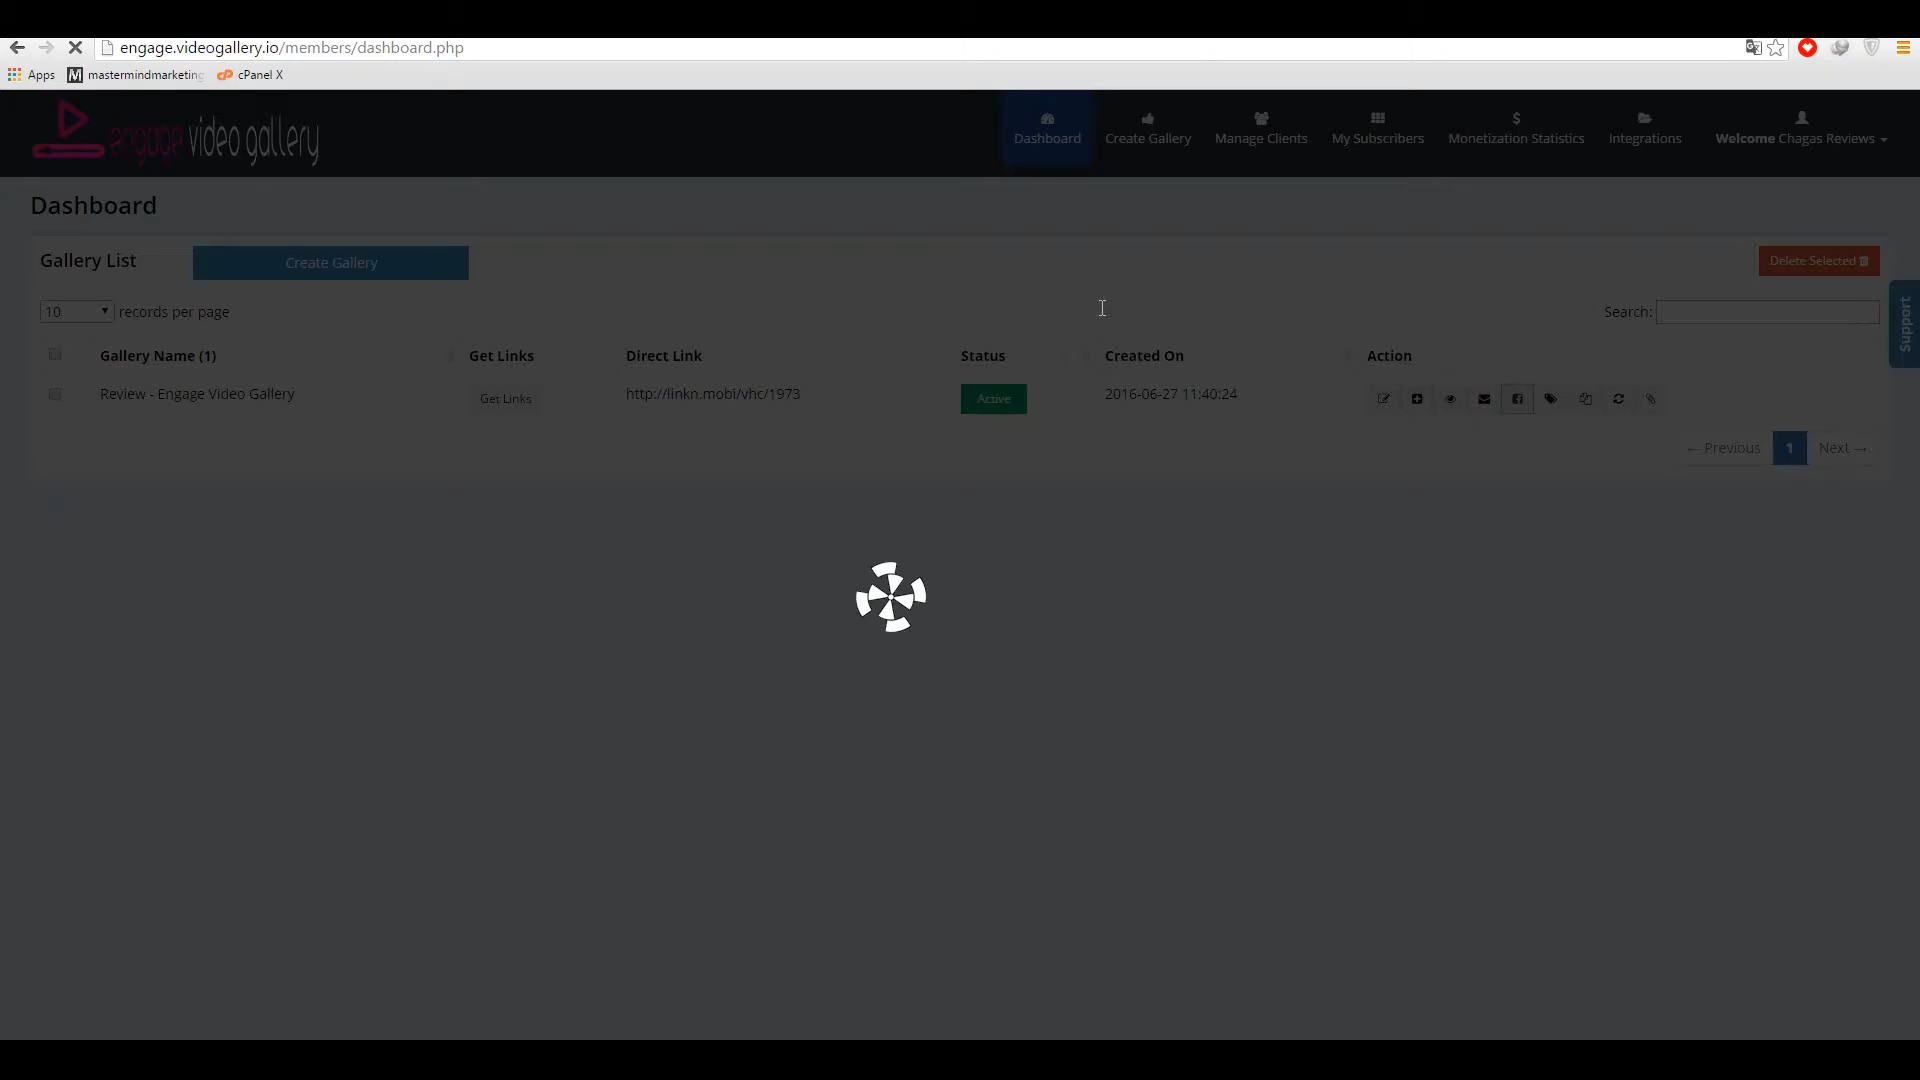 engage.videogallery.io/members/dashboard.php
Apps
mastermindmarketing
cPanel X
engage video gallery
Dashboard
Create Gallery
Manage Clients
My Subscribers
Monetization Statistics
Integrations
Welcome Chagas Reviews
Dashboard
Gallery List
Create Gallery
Delete Selected
10 records per page
Search:
Support
Gallery Name (1)
Get Links
Direct Link
Status
Created On
Action
Review - Engage Video Gallery
Get Links
http://linkn.mobi/vhc/1973
Active
2016-06-27 11:40:24
← Previous
1
Next →